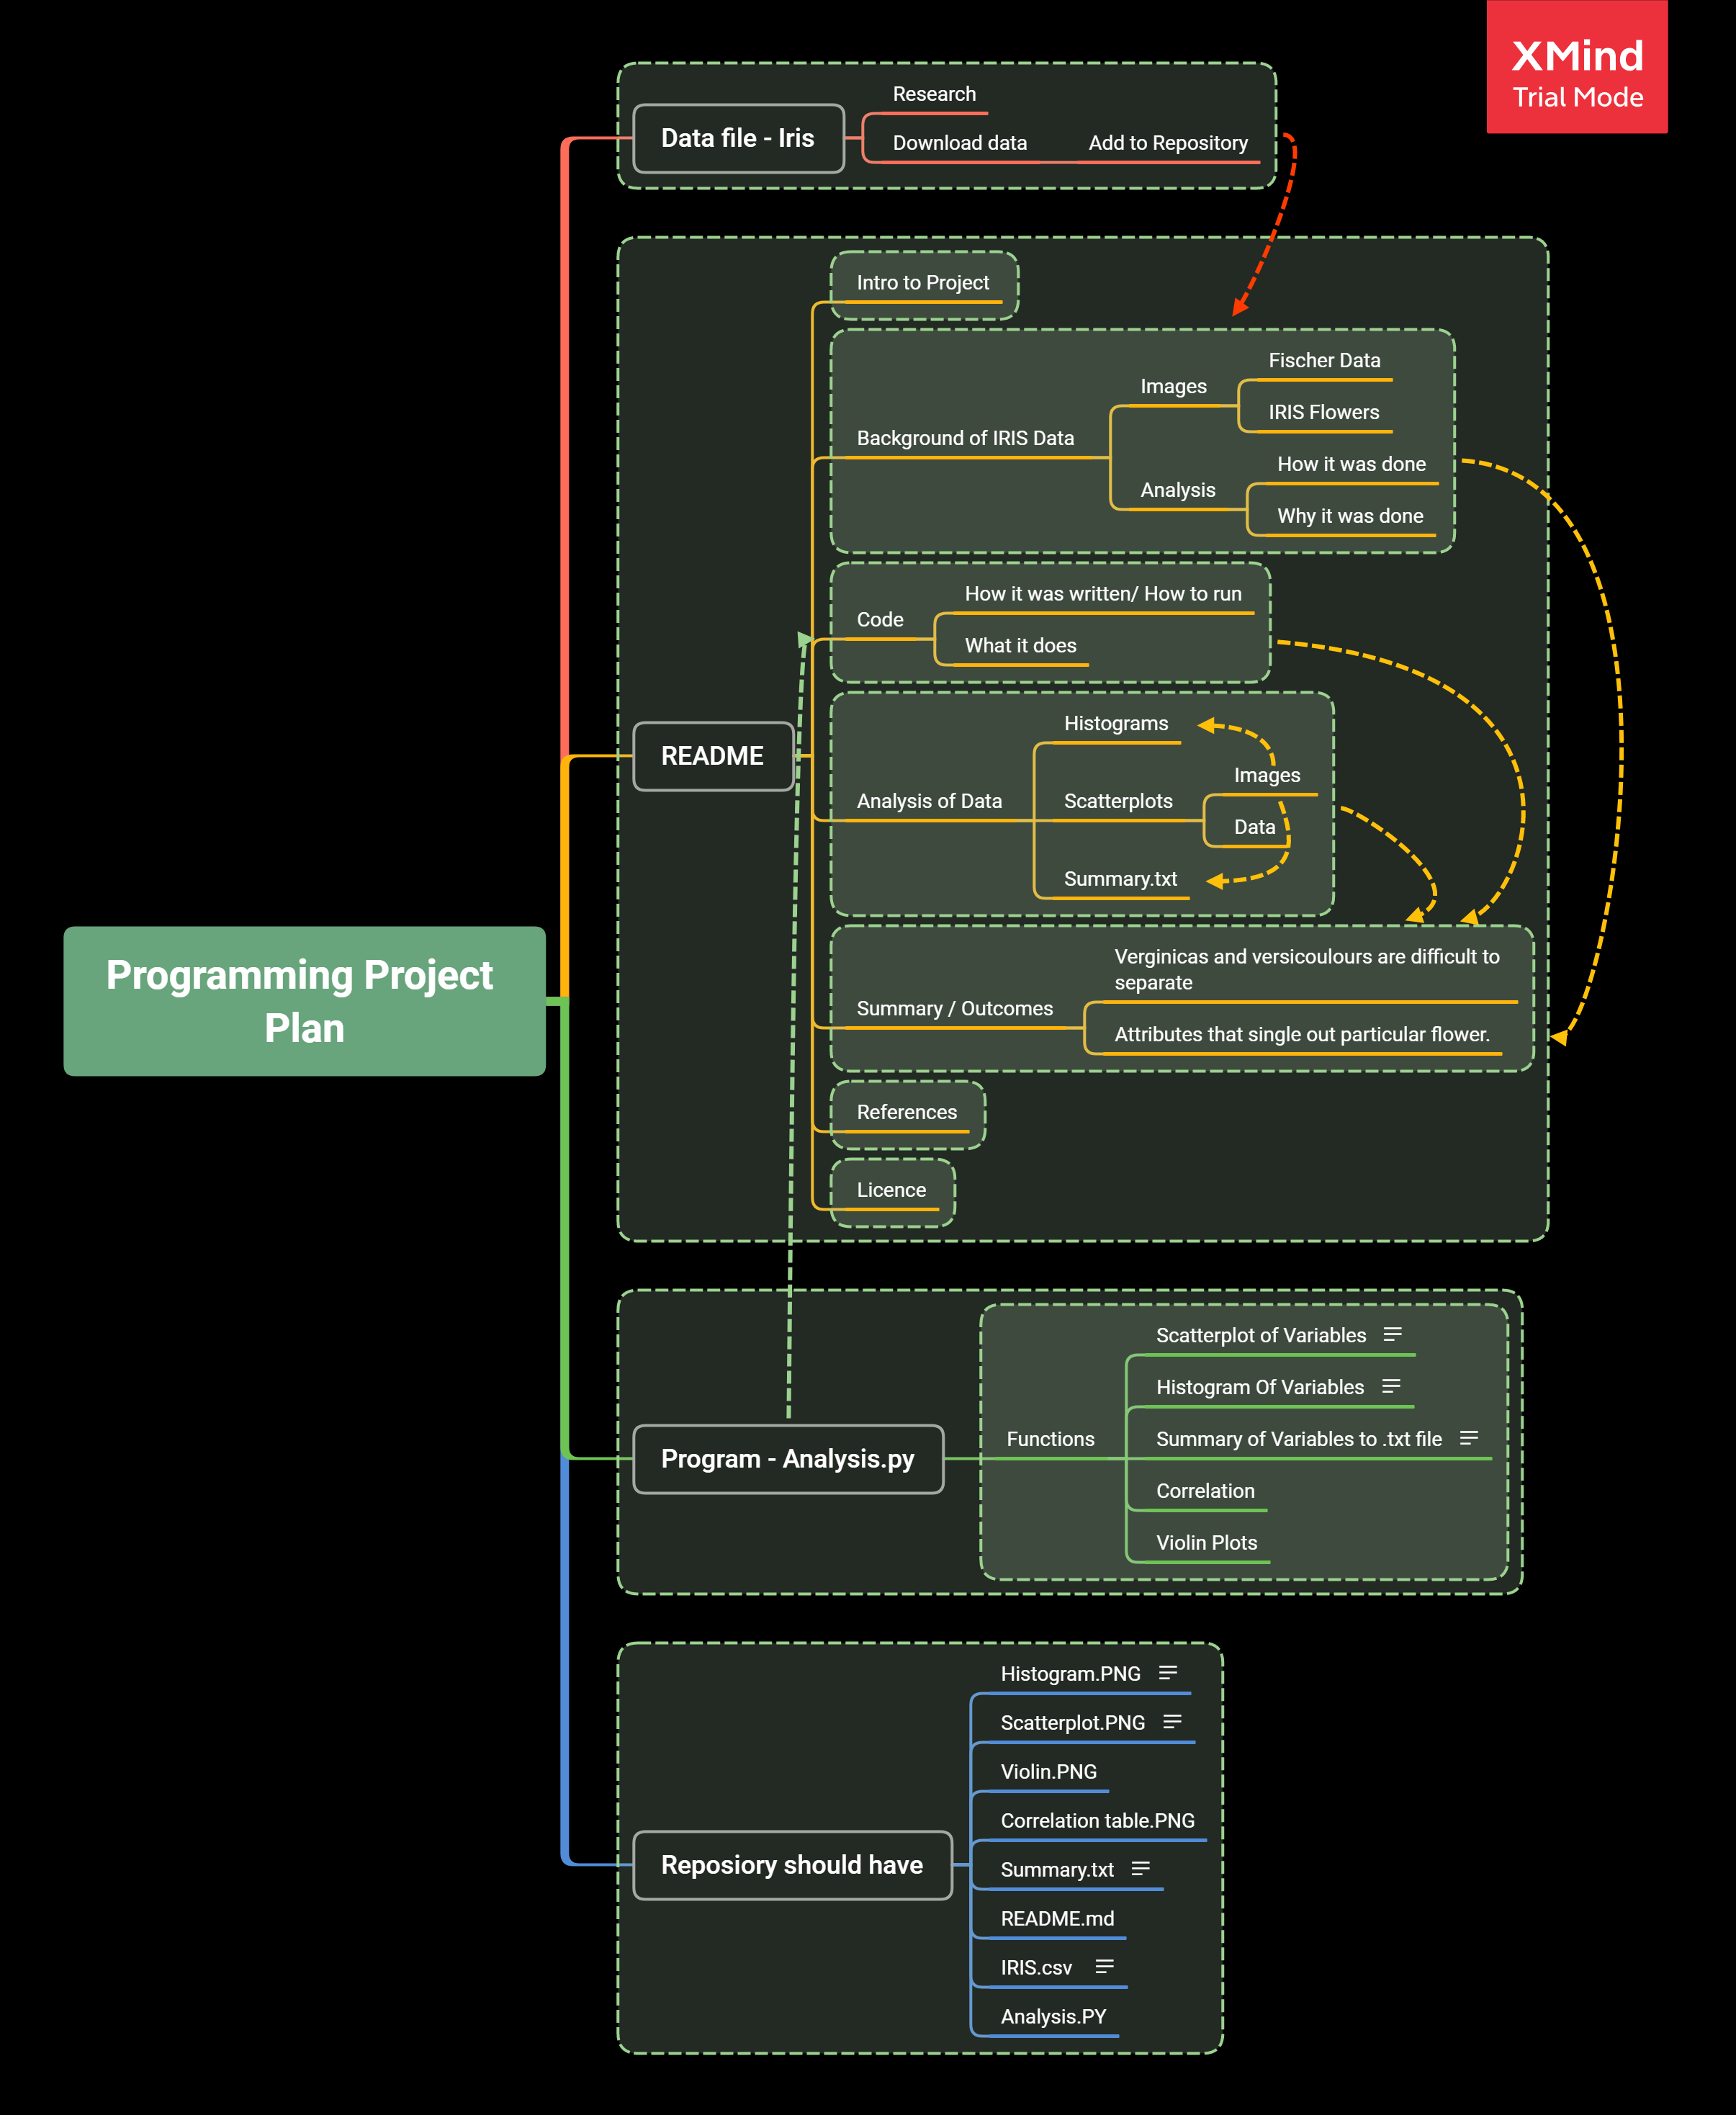 XMind
Trial Mode
Data file - Iris
Research
Download data
Add to Repository
Programming Project
Plan
README
Intro to Project
Background of IRIS Data
Images
Fischer Data
IRIS Flowers
Analysis
How it was done
Why it was done
Code
How it was written/ How to run
What it does
Analysis of Data
Histograms
Scatterplots
Images
Data
Summary.txt
Summary / Outcomes
Verginicas and versicoulours are difficult to
separate
Attributes that single out particular flower.
References
Licence
Program - Analysis.py
Functions
Scatterplot of Variables
Histogram Of Variables
Summary of Variables to .txt file
Correlation
Violin Plots
Reposiory should have
Histogram.PNG
Scatterplot.PNG
Violin.PNG
Correlation table.PNG
Summary.txt
README.md
IRIS.csv
Analysis.PY